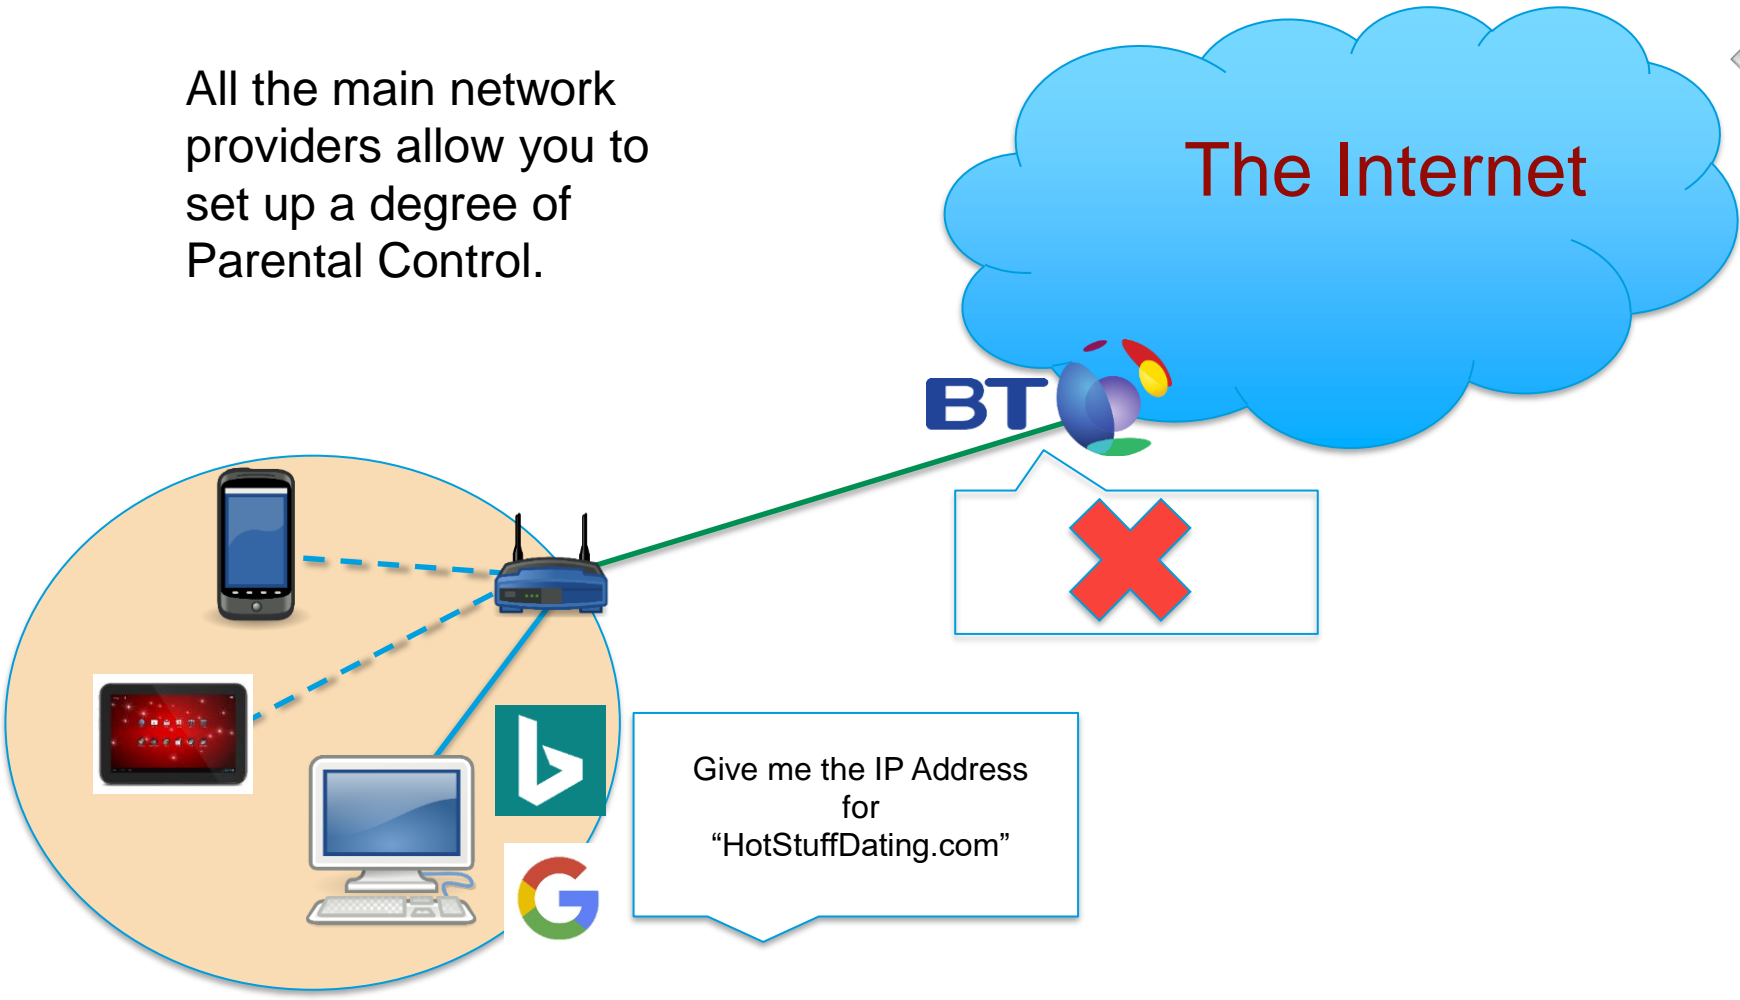 All the main network
providers allow you to
set up a degree of
Parental Control.
The Internet
BT
Give me the IP Address
for
“HotStuffDating.com”